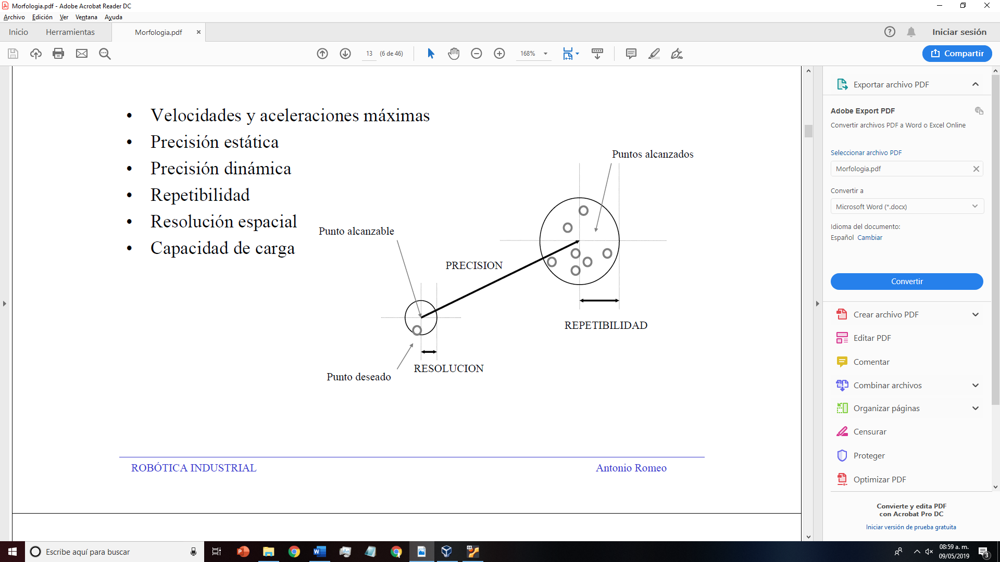 Morfologia.pdf - Adobe Acrobat Reader DC
Archivo Edición Ver Ventana Ayuda
Inicio Herramientas Morfologia.pdf
Iniciar sesión
13 (6 de 46) 168%
Compartir
• Velocidades y aceleraciones máximas
• Precisión estática
• Precisión dinámica
• Repetibilidad
• Resolución espacial
• Capacidad de carga
Puntos alcanzados
Punto alcanzable
PRECISION
REPETIBILIDAD
RESOLUCION
Punto deseado
ROBÓTICA INDUSTRIAL Antonio Romeo
Exportar archivo PDF
Adobe Export PDF
Convertir archivos PDF a Word o Excel Online
Seleccionar archivo PDF
Morfologia.pdf
Convertir a
Microsoft Word (*.docx)
Idioma del documento:
Español Cambiar
Convertir
Crear archivo PDF
Editar PDF
Comentar
Combinar archivos
Organizar páginas
Censurar
Proteger
Optimizar PDF
Convierte y edita PDF
con Acrobat Pro DC
Iniciar versión de prueba gratuita
Escribe aquí para buscar
08:59 a. m.
09/05/2019
3